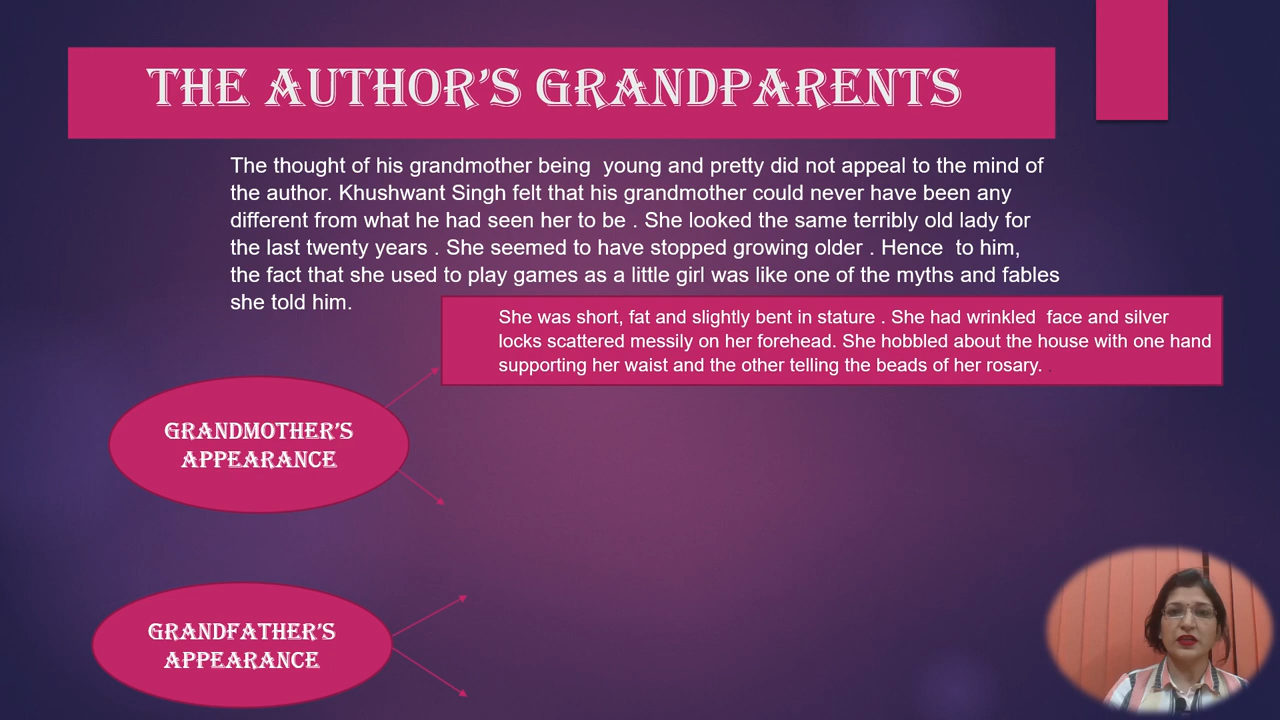 THE AUTHOR'S GRANDPARENTS
The thought of his grandmother being  young and pretty did not appeal to the mind of
the author. Khushwant Singh felt that his grandmother could never have been any
different from what he had seen her to be . She looked the same terribly old lady for
the last twenty years . She seemed to have stopped growing older . Hence  to him,
the fact that she used to play games as a little girl was like one of the myths and fables
she told him.
She was short, fat and slightly bent in stature . She had wrinkled  face and silver
locks scattered messily on her forehead. She hobbled about the house with one hand
supporting her waist and the other telling the beads of her rosary. .
GRANDMOTHER'S
APPEARANCE
GRANDFATHER'S
APPEARANCE